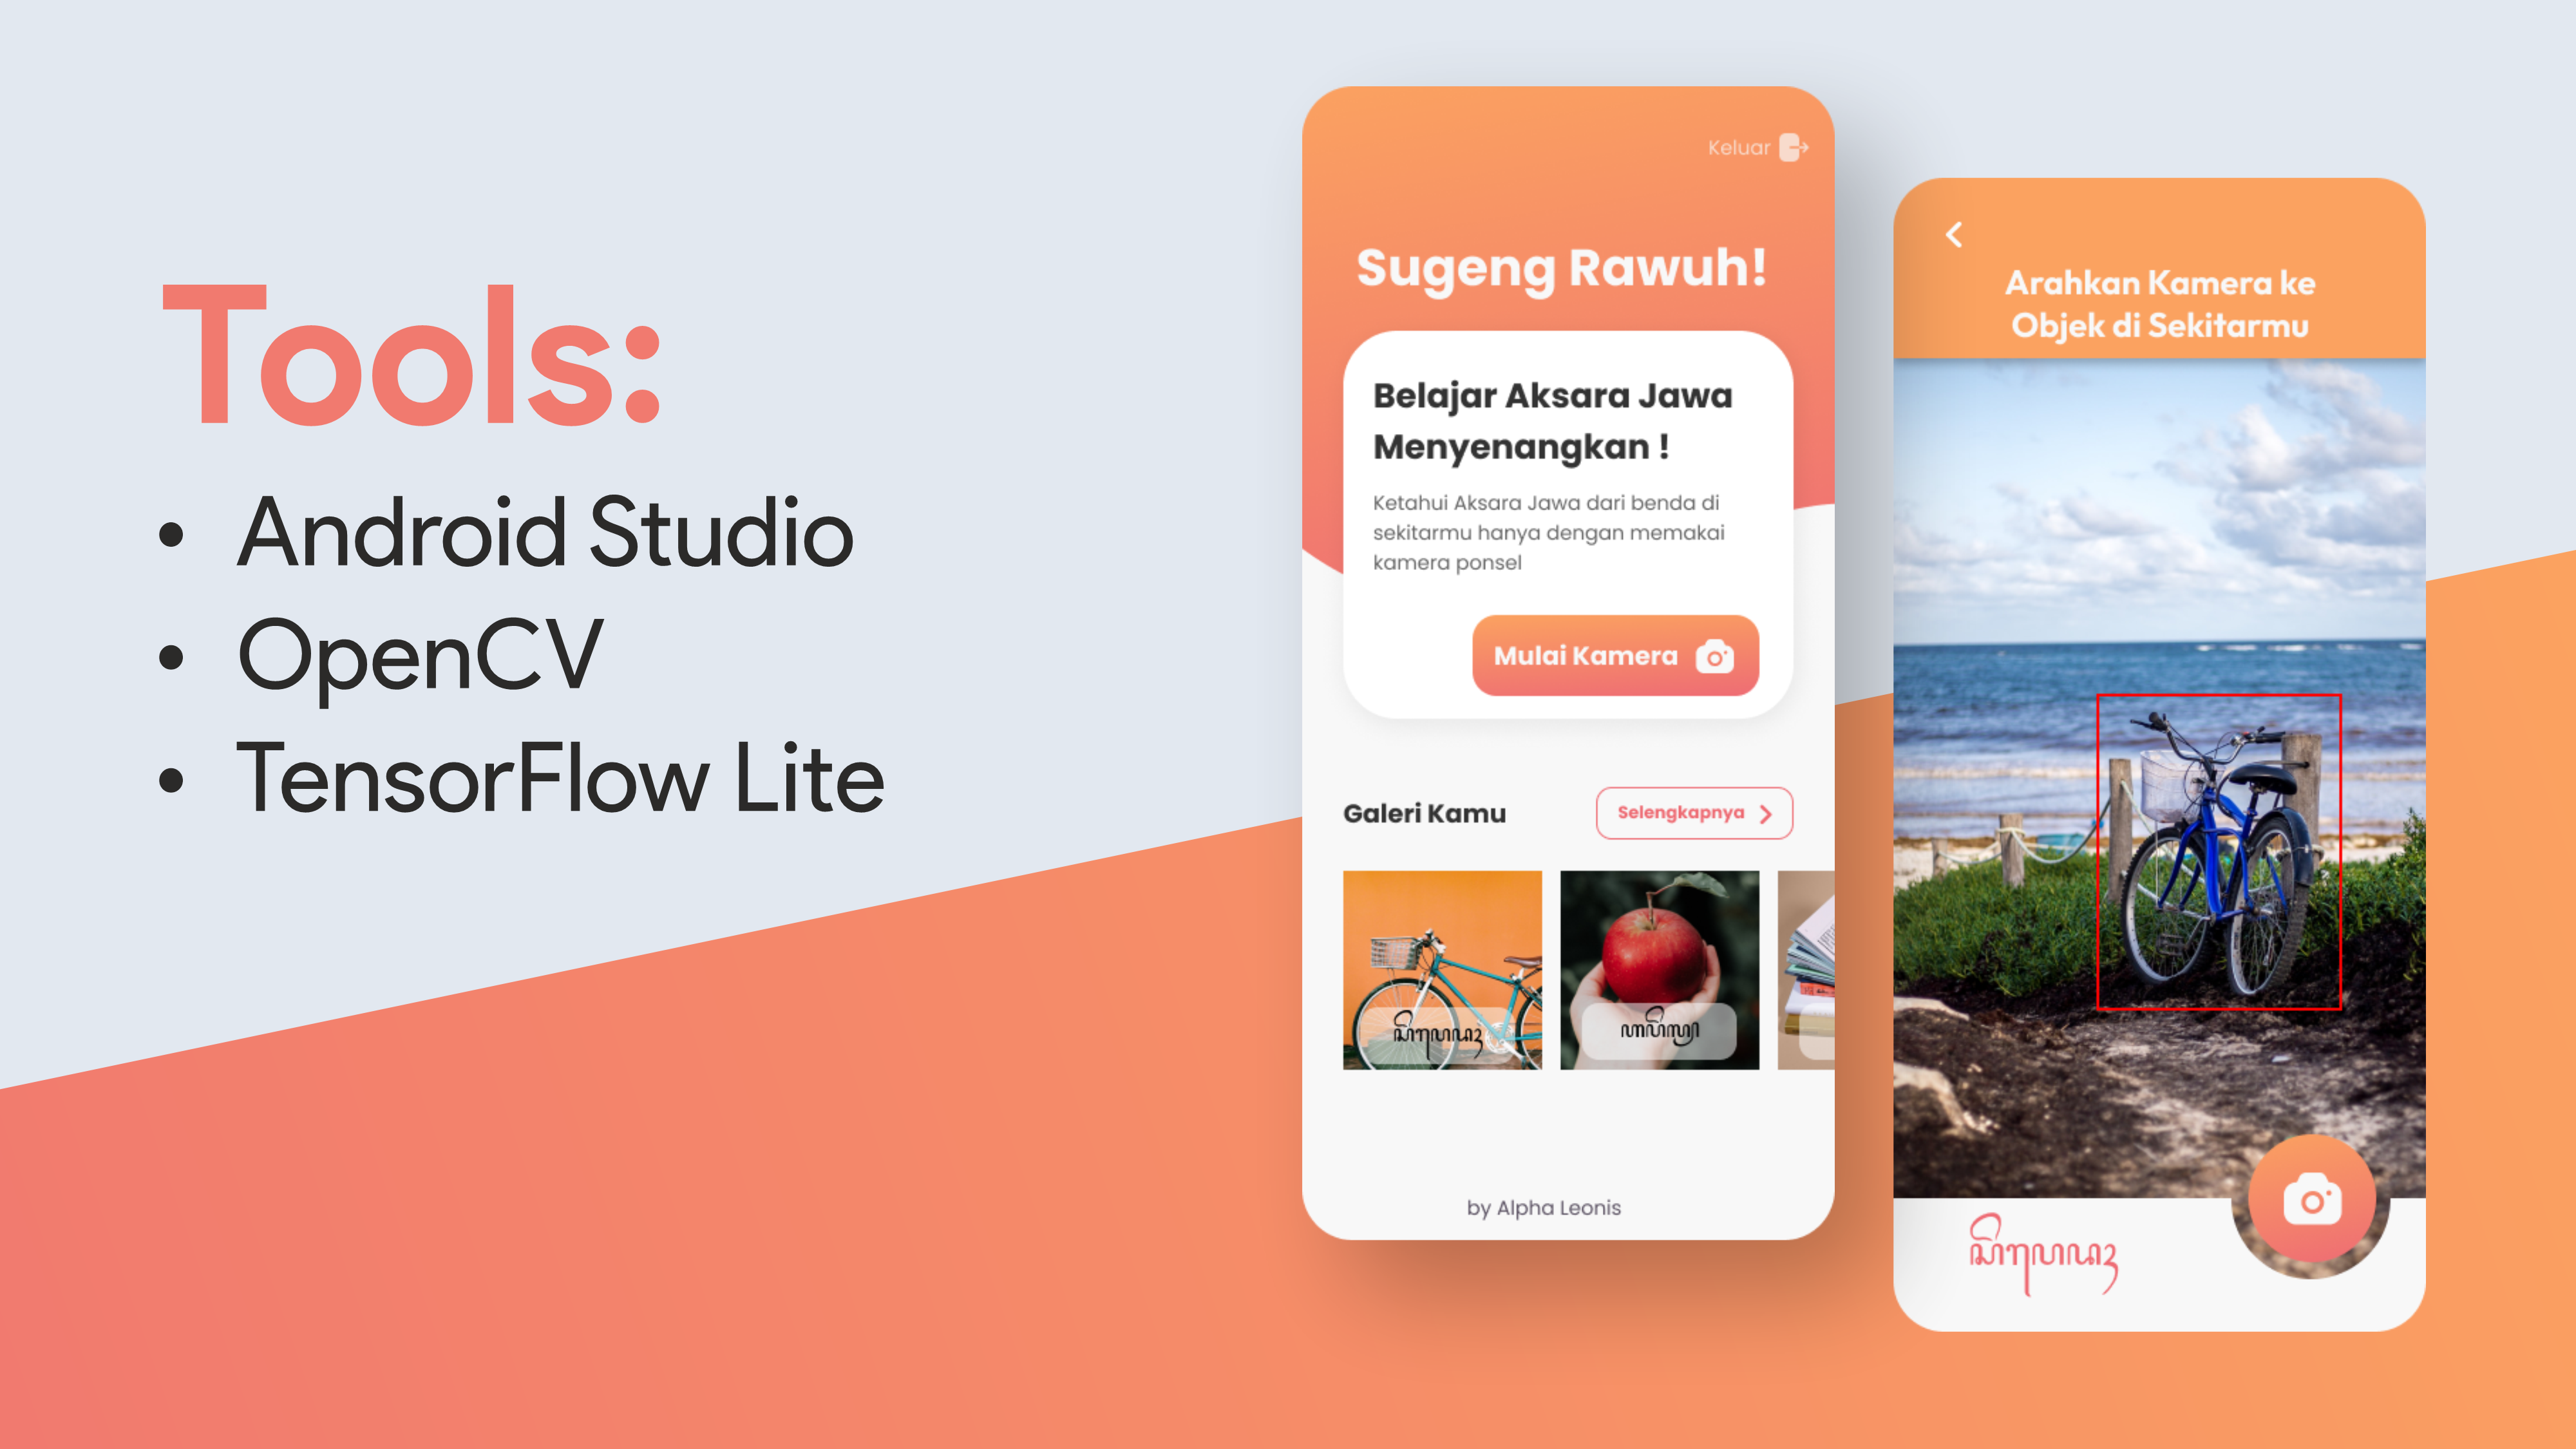 Tools:
• Android Studio
• OpenCV
• TensorFlow Lite
Keluar
Sugeng Rawuh!
Belajar Aksara Jawa
Menyenangkan !
Ketahui Aksara Jawa dari benda di
sekitarmu hanya dengan memakai
kamera ponsel
Mulai Kamera
Galeri Kamu
Selengkapnya
by Alpha Leonis
Arahkan Kamera ke
Objek di Sekitarmu